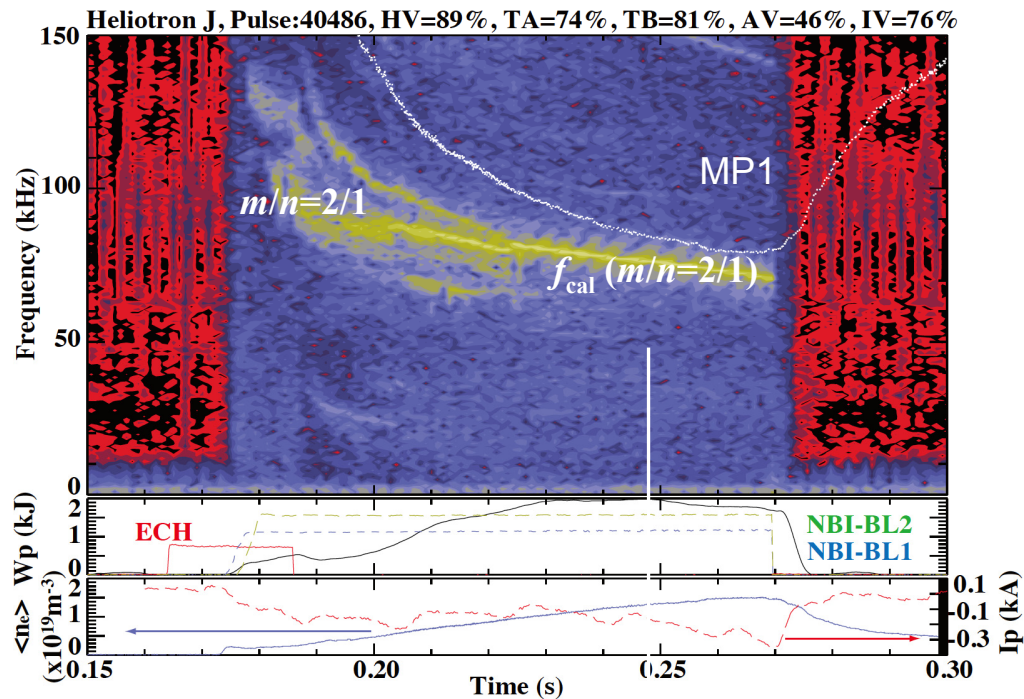 Heliotron J, Pulse:40486, HV=89%, TA=74%, TB=81%, AV=46%, IV=76%
Frequency (kHz)
150
100
50
0
MP1
m/n=2/1
f_cal (m/n=2/1)
Wp (kJ)
2
1
0
ECH
NBI-BL2
NBI-BL1
<ne>
(x10^19m^-3)
2
1
0
0.1
-0.1
-0.3
Ip (kA)
0.15
0.20
0.25
0.30
Time (s)